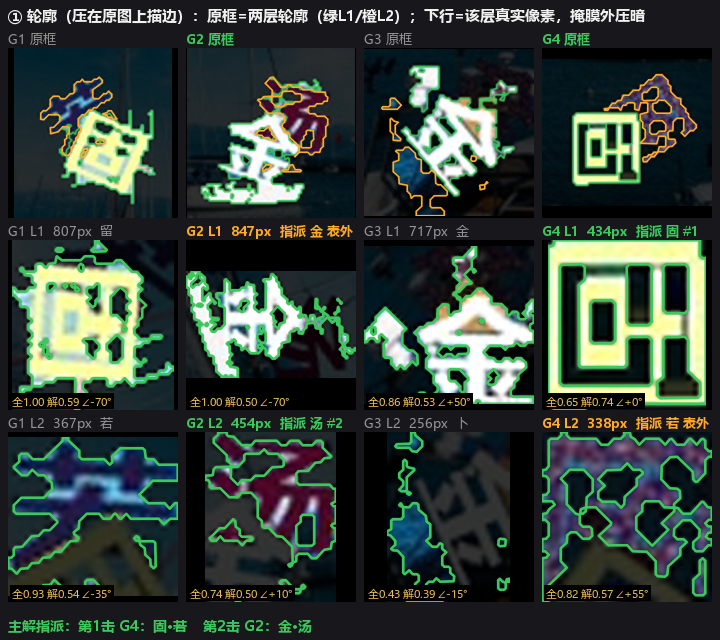 ① 轮廓（压在原图上描边）：原框=两层轮廓（绿L1/橙L2）；下行=该层真实像素，掩膜外压暗
G1 原框 G2 原框 G3 原框 G4 原框
G1 L1 807px 留 G2 L1 847px 指派 金 表外 G3 L1 717px 金 G4 L1 434px 指派 固 #1
全1.00 解0.59 ∠-70° 全1.00 解0.50 ∠-70° 全0.86 解0.53 ∠+50° 全0.65 解0.74 ∠+0°
G1 L2 367px 若 G2 L2 454px 指派 汤 #2 G3 L2 256px 卜 G4 L2 338px 指派 若 表外
全0.93 解0.54 ∠-35° 全0.74 解0.50 ∠+10° 全0.43 解0.39 ∠-15° 全0.82 解0.57 ∠+55°
主解指派：第1击 G4：固·若 第2击 G2：金·汤